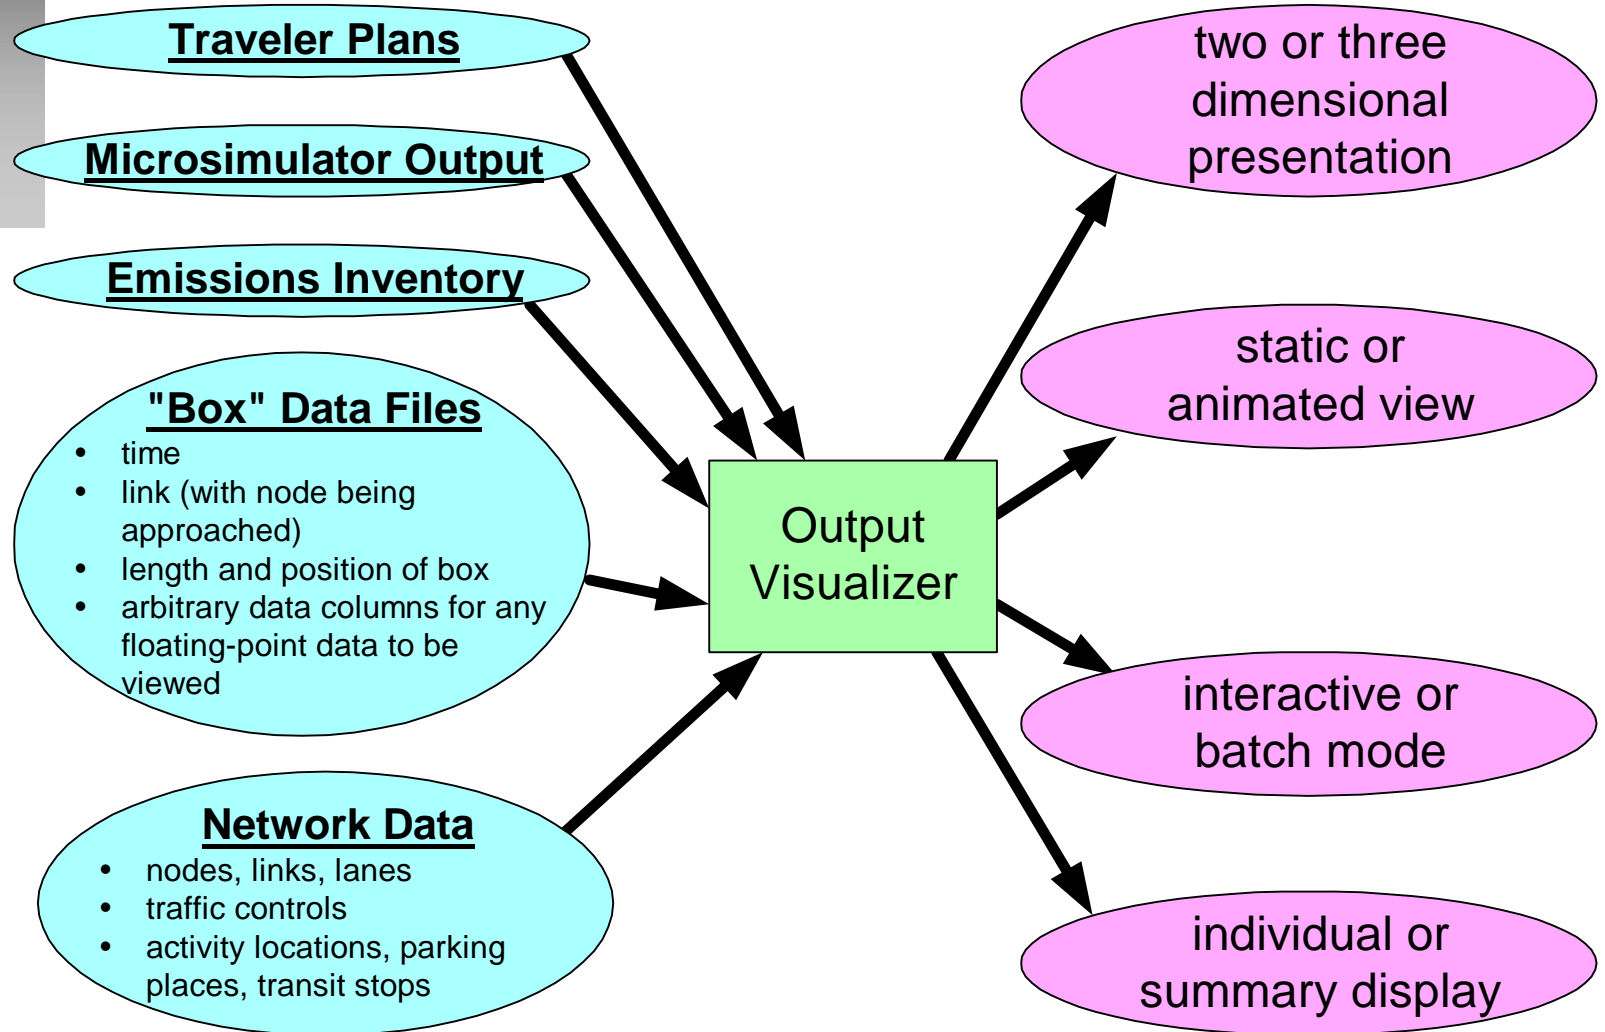 Traveler Plans
Microsimulator Output
Emissions Inventory
"Box" Data Files
• time
• link (with node being
approached)
• length and position of box
• arbitrary data columns for any
floating-point data to be
viewed
Network Data
• nodes, links, lanes
• traffic controls
• activity locations, parking
places, transit stops
Output
Visualizer
two or three
dimensional
presentation
static or
animated view
interactive or
batch mode
individual or
summary display